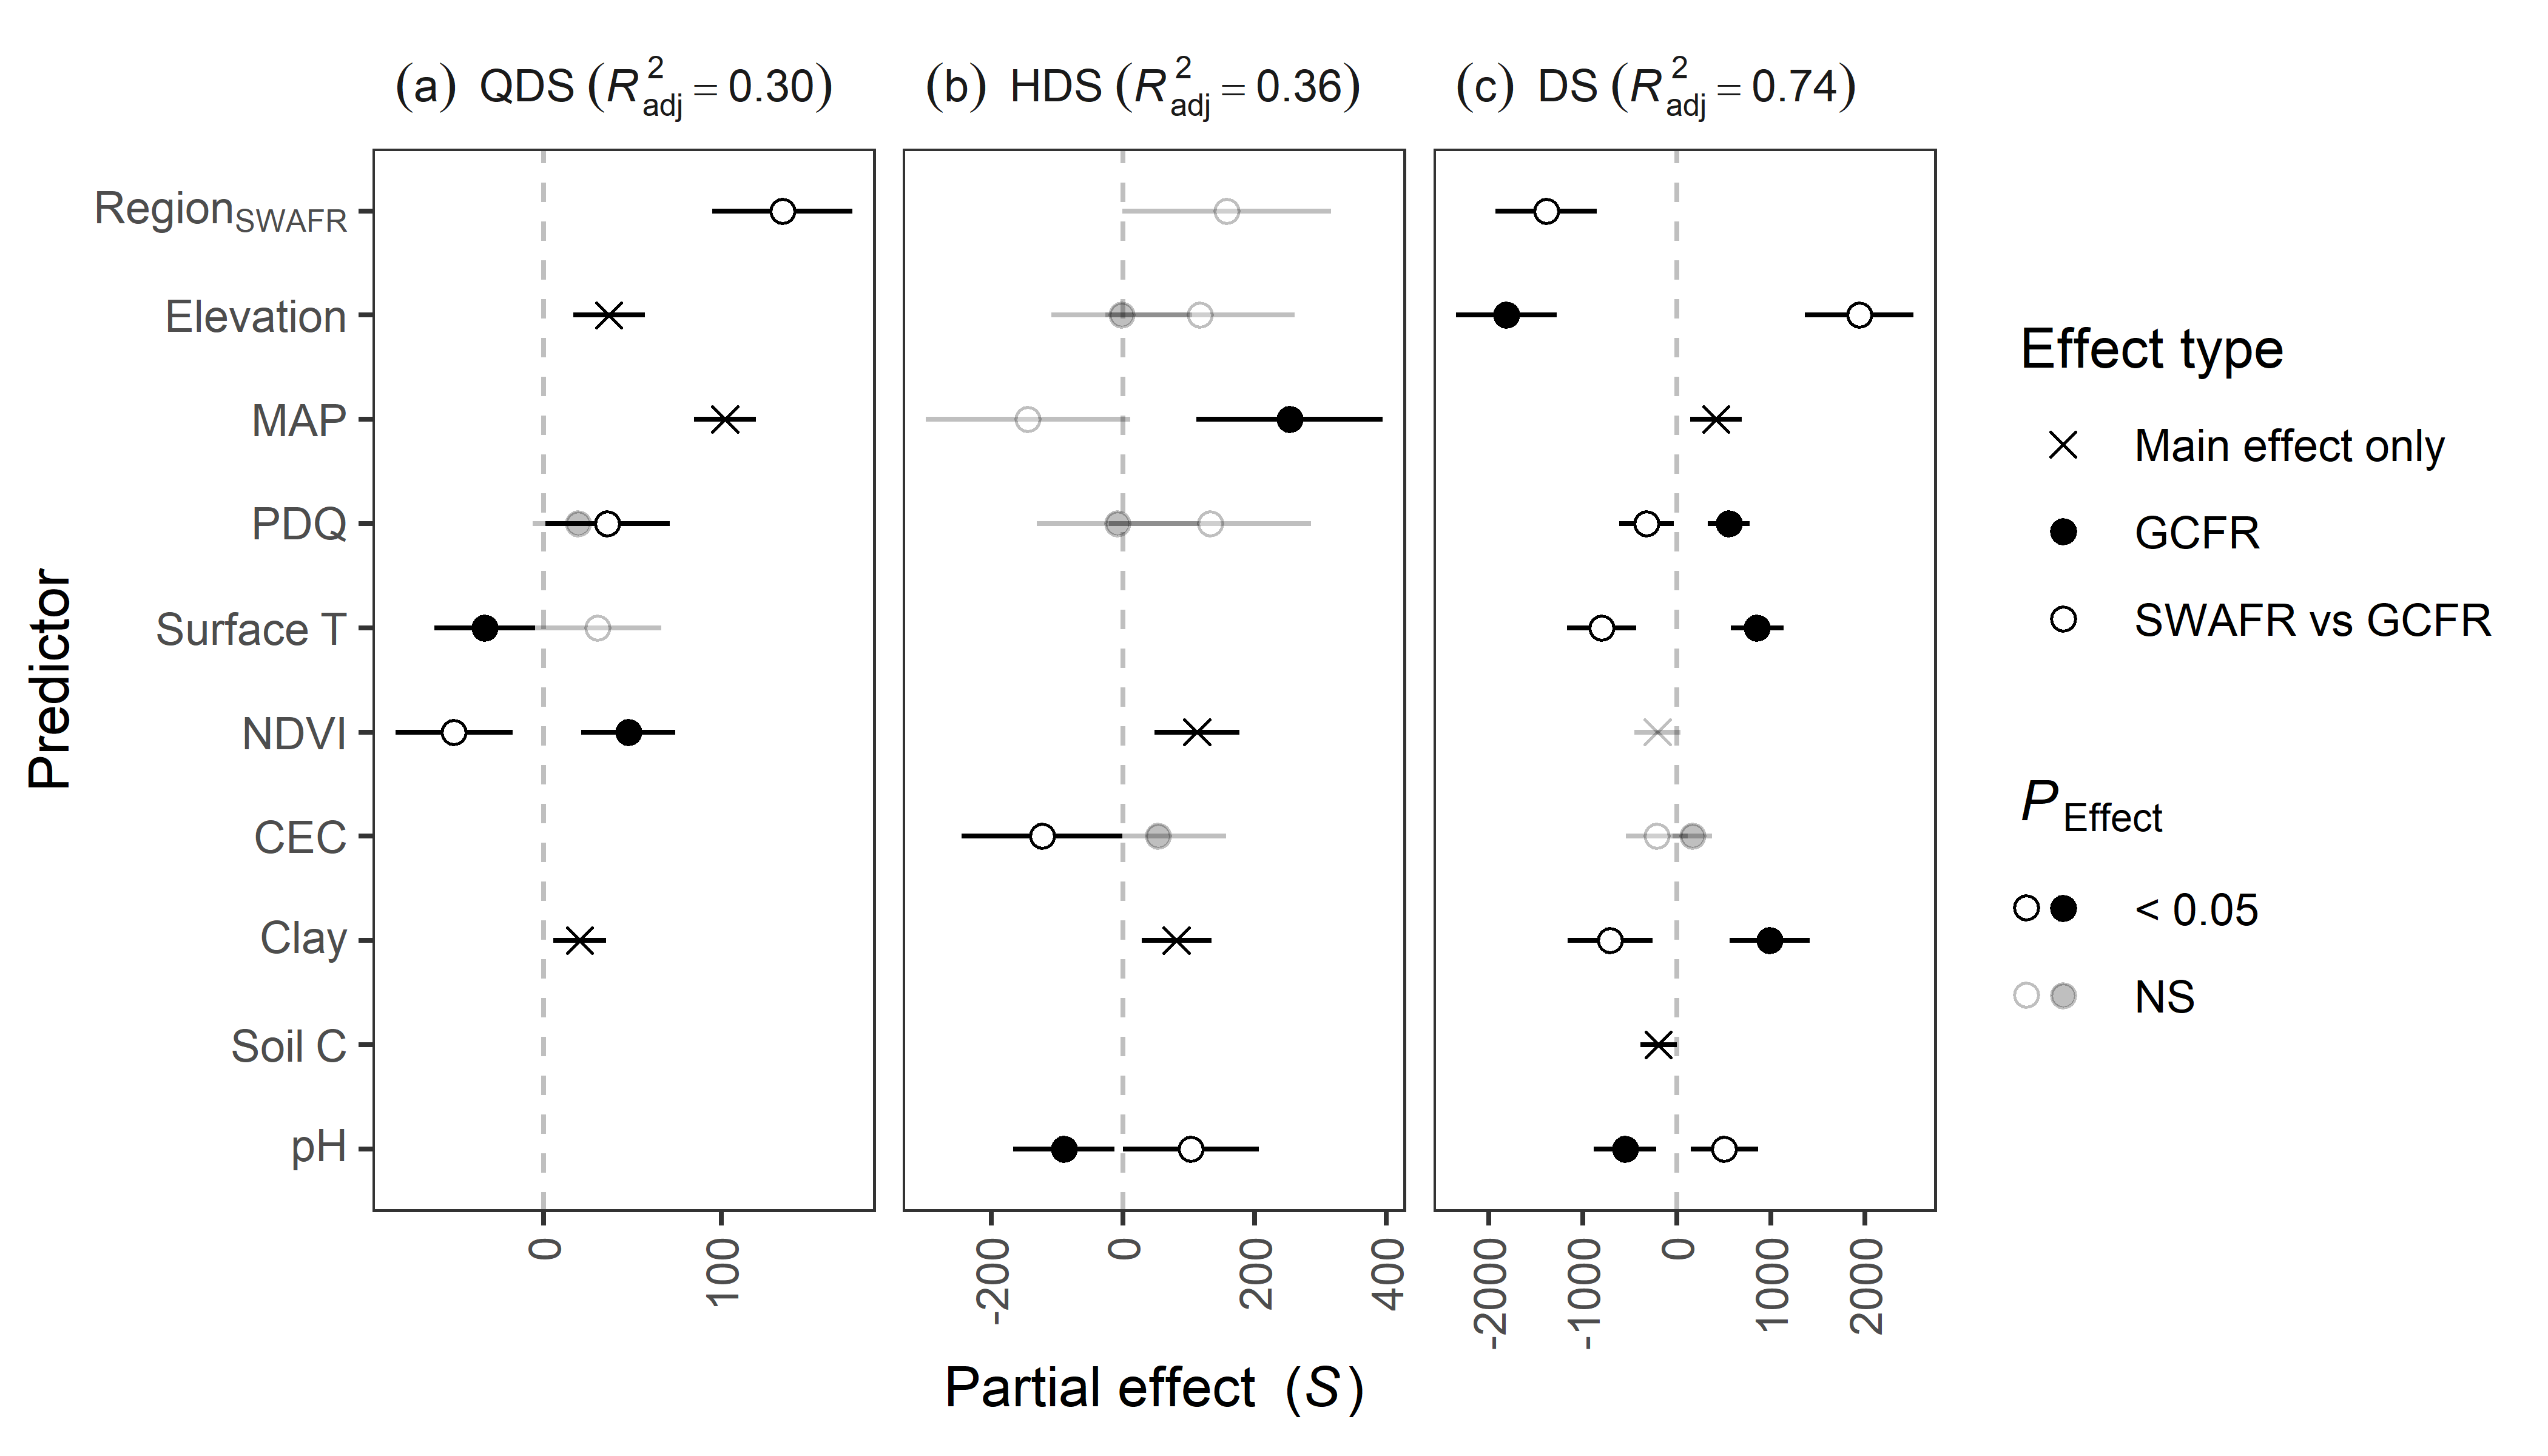 (a) QDS (R²adj = 0.30)
(b) HDS (R²adj = 0.36)
(c) DS (R²adj = 0.74)
Predictor
RegionSWAFR
Elevation
MAP
PDQ
Surface T
NDVI
CEC
Clay
Soil C
pH
0
100
-200
0
200
400
-2000
-1000
0
1000
2000
Partial effect (S)
Effect type
Main effect only
GCFR
SWAFR vs GCFR
PEffect
< 0.05
NS